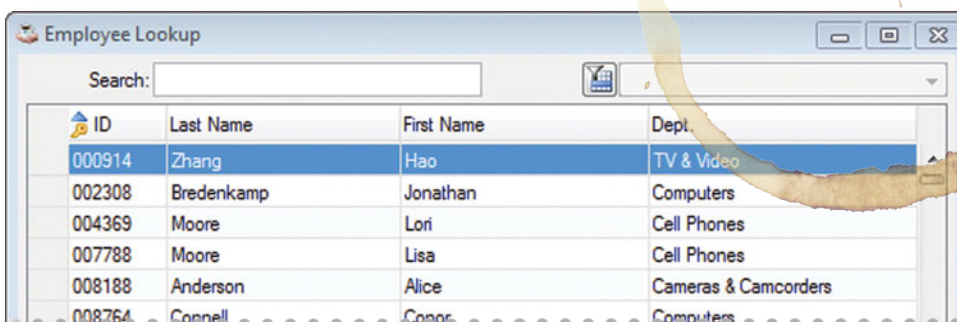 Employee Lookup
Search:
ID Last Name First Name Dept.
000914 Zhang Hao TV & Video
002308 Bredenkamp Jonathan Computers
004369 Moore Lori Cell Phones
007788 Moore Lisa Cell Phones
008188 Anderson Alice Cameras & Camcorders
008764 Connell Conor Computers